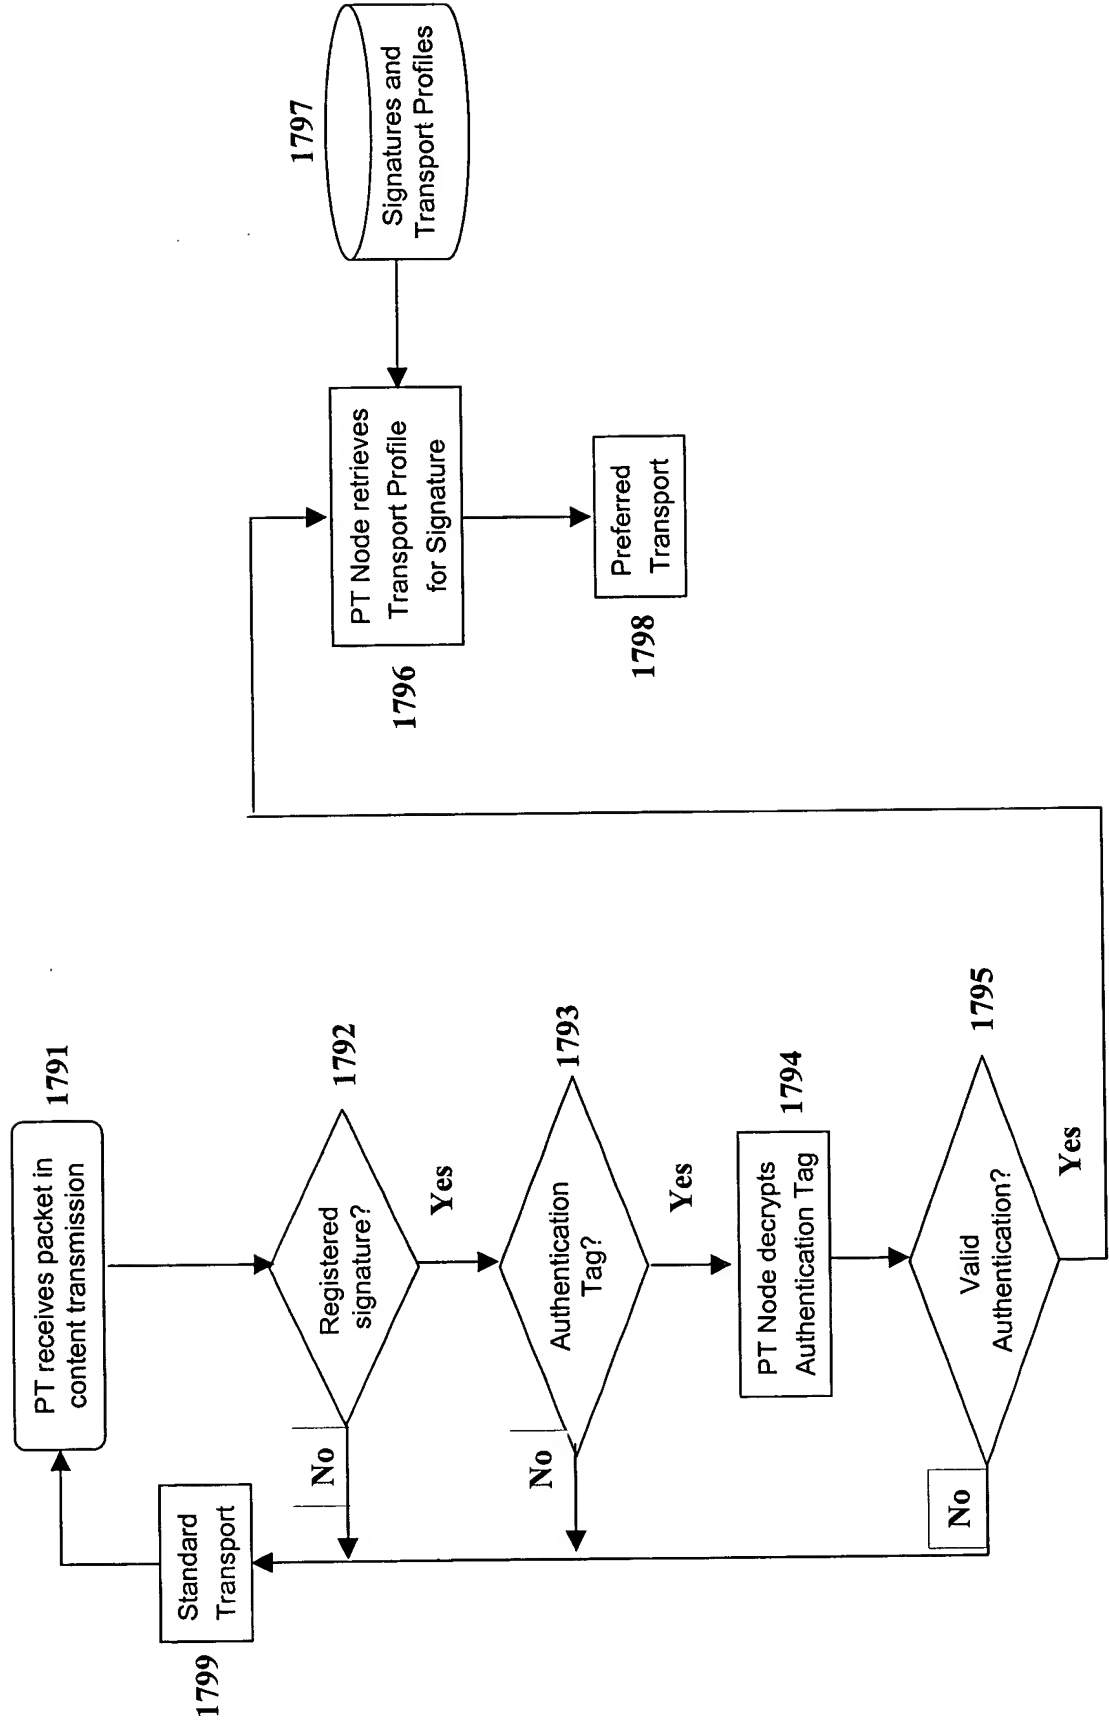 1791
PT receives packet in
content transmission
Standard
Transport
1799
1792
Registered
signature?
No
Yes
1793
Authentication
Tag?
No
Yes
1794
PT Node decrypts
Authentication Tag
1795
Valid
Authentication?
No
Yes
1796
PT Node retrieves
Transport Profile
for Signature
1797
Signatures and
Transport Profiles
1798
Preferred
Transport